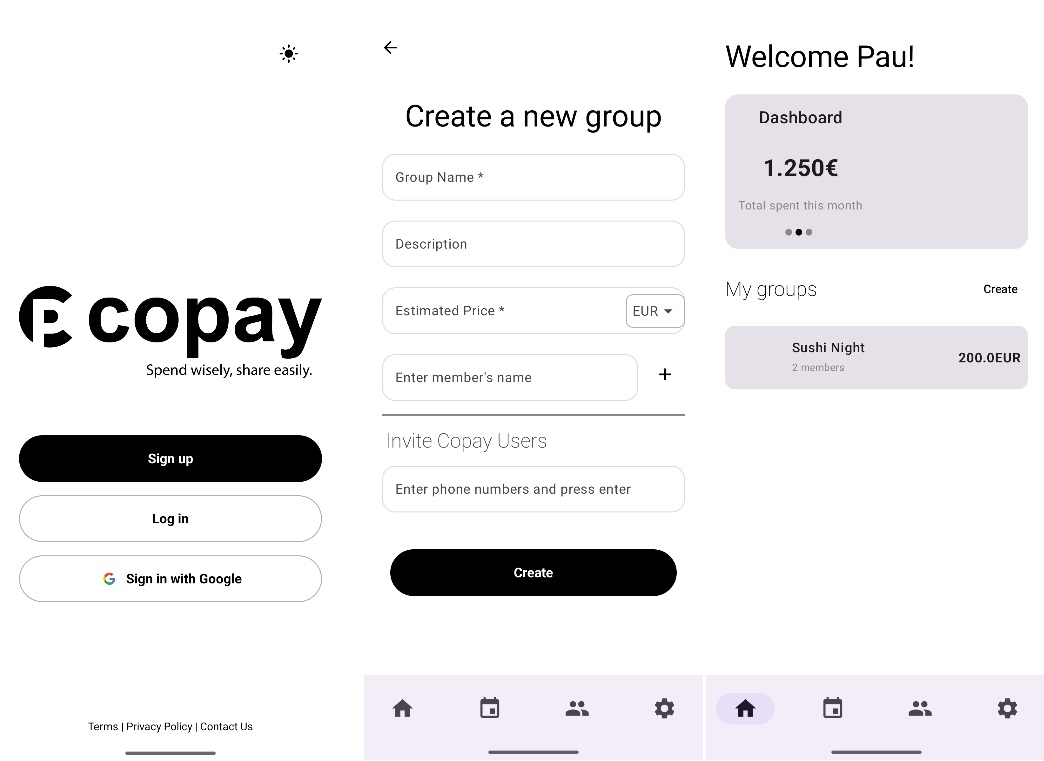 copay
Spend wisely, share easily.
Sign up
Log in
Sign in with Google
Terms | Privacy Policy | Contact Us
Create a new group
Group Name *
Description
Estimated Price *
EUR
Enter member's name
+
Invite Copay Users
Enter phone numbers and press enter
Create
Welcome Pau!
Dashboard
1.250€
Total spent this month
My groups
Create
Sushi Night
2 members
200.0EUR